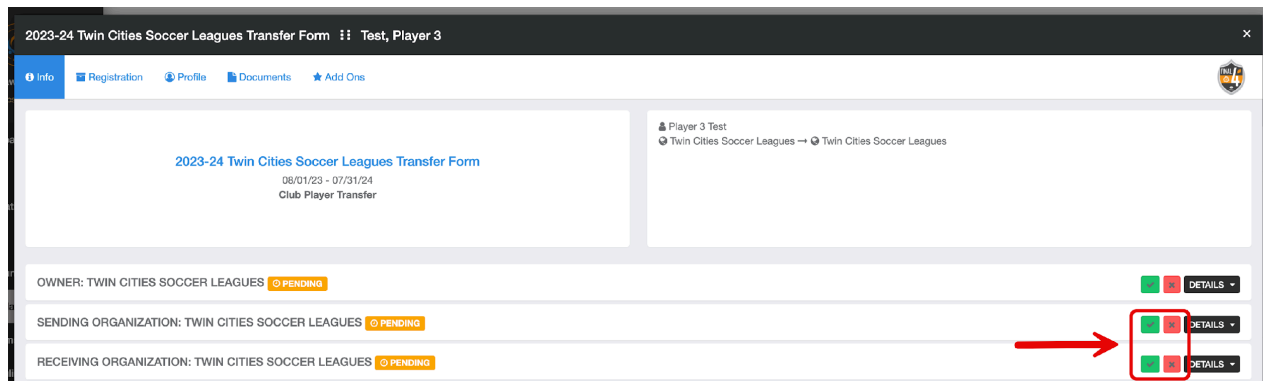 2023-24 Twin Cities Soccer Leagues Transfer Form Test, Player 3 ×
Info Registration Profile Documents Add Ons
FINAL 4
2023-24 Twin Cities Soccer Leagues Transfer Form
08/01/23 - 07/31/24
Club Player Transfer
Player 3 Test
Twin Cities Soccer Leagues → Twin Cities Soccer Leagues
OWNER: TWIN CITIES SOCCER LEAGUES PENDING DETAILS
SENDING ORGANIZATION: TWIN CITIES SOCCER LEAGUES PENDING DETAILS
RECEIVING ORGANIZATION: TWIN CITIES SOCCER LEAGUES PENDING DETAILS